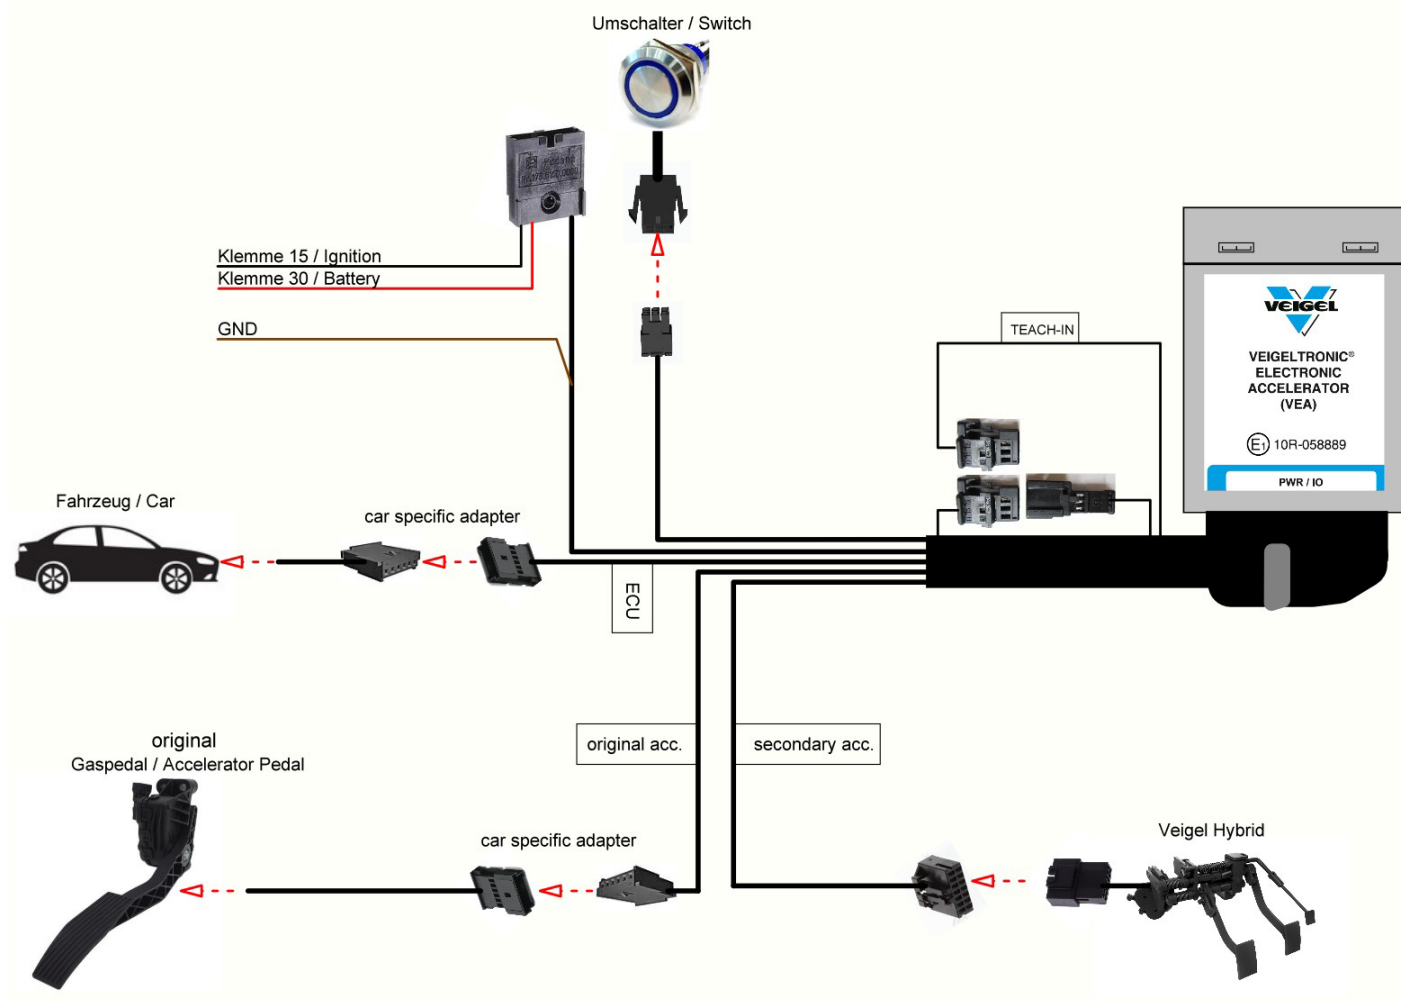 Umschalter / Switch
Klemme 15 / Ignition
Klemme 30 / Battery
GND
TEACH-IN
VEIGEL
VEIGELTRONIC®
ELECTRONIC
ACCELERATOR
(VEA)
E1 10R-058889
PWR / IO
Fahrzeug / Car
car specific adapter
ECU
original acc.
secondary acc.
original
Gaspedal / Accelerator Pedal
car specific adapter
Veigel Hybrid